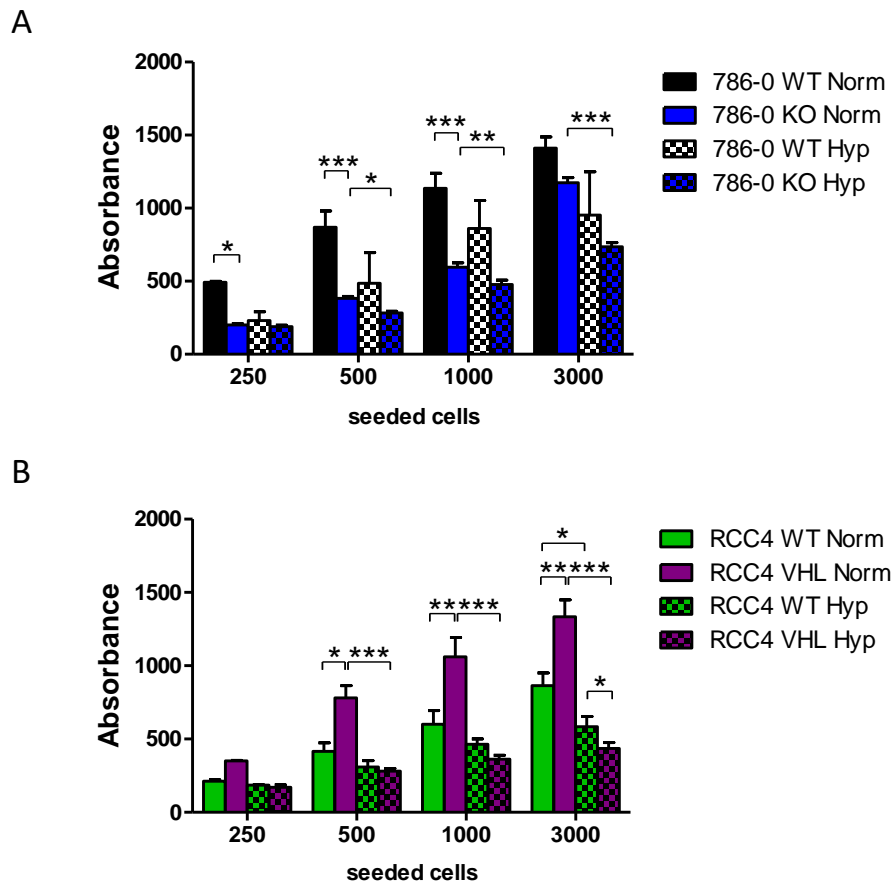 A
2000
1500
1000
500
0
Absorbance
* *** * *** ** ***
250 500 1000 3000
seeded cells
786-0 WT Norm
786-0 KO Norm
786-0 WT Hyp
786-0 KO Hyp
B
2000
1500
1000
500
0
Absorbance
* *** ***** * ***** *
250 500 1000 3000
seeded cells
RCC4 WT Norm
RCC4 VHL Norm
RCC4 WT Hyp
RCC4 VHL Hyp